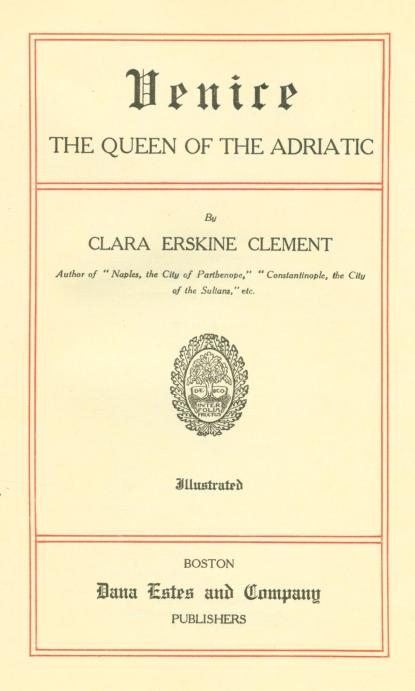 Venice
THE QUEEN OF THE ADRIATIC
By
CLARA ERSKINE CLEMENT
Author of "Naples, the City of Parthenope," "Constantinople, the City
of the Sultans," etc.
DE ECO
INTER
FOLIA
FRUCTUS
Illustrated
BOSTON
Dana Estes and Company
PUBLISHERS